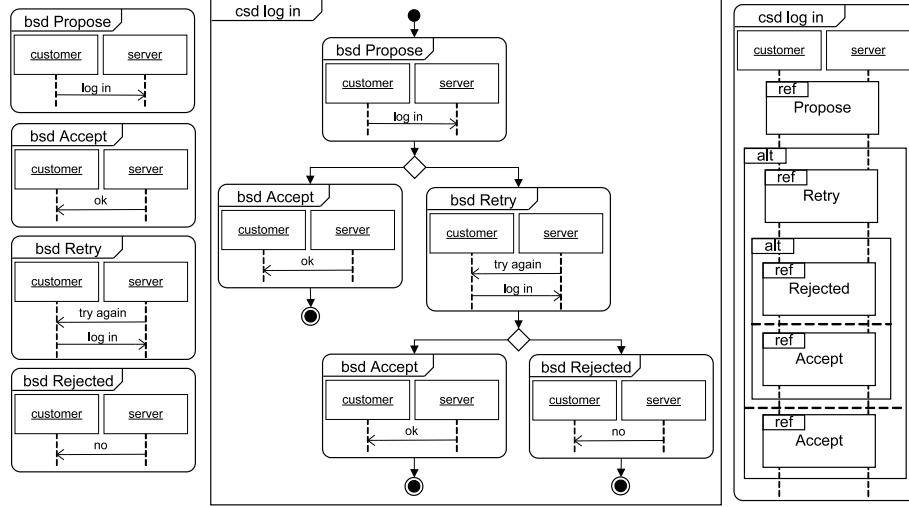 bsd Propose
customer server
log in
bsd Accept
customer server
ok
bsd Retry
customer server
try again
log in
bsd Rejected
customer server
no
csd log in
bsd Propose
customer server
log in
bsd Accept
customer server
ok
bsd Retry
customer server
try again
log in
bsd Accept
customer server
ok
bsd Rejected
customer server
no
csd log in
customer server
ref
Propose
alt
ref
Retry
alt
ref
Rejected
ref
Accept
ref
Accept